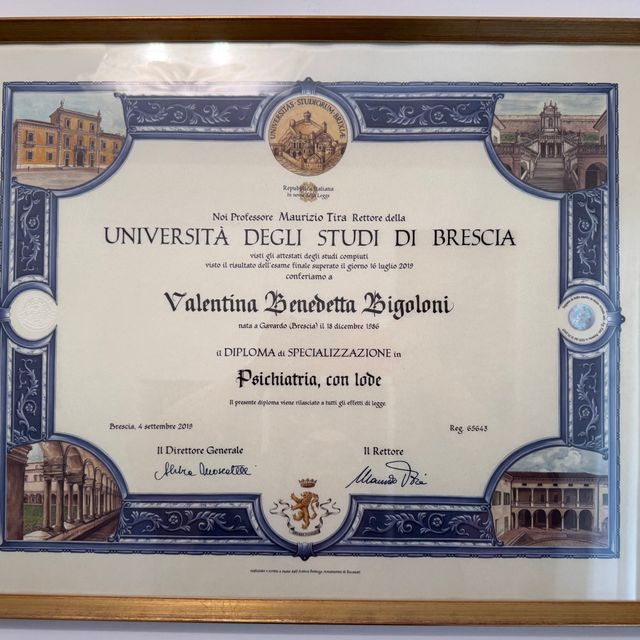 UNIVERSITAS · STUDIORUM · BRIXIÆ
Repubblica Italiana
In nome della Legge
Noi Professore Maurizio Tira Rettore della
UNIVERSITÀ DEGLI STUDI DI BRESCIA
visti gli attestati degli studi compiuti
visto il risultato dell'esame finale superato il giorno 16 luglio 2019
conferiamo a
Valentina Benedetta Bigoloni
nata a Gavardo (Brescia) il 18 dicembre 1986
il DIPLOMA di SPECIALIZZAZIONE in
Psichiatria, con lode
Il presente diploma viene rilasciato a tutti gli effetti di legge.
Brescia, 4 settembre 2019
Reg. 65643
Il Direttore Generale
Il Rettore
Maurizio Tira